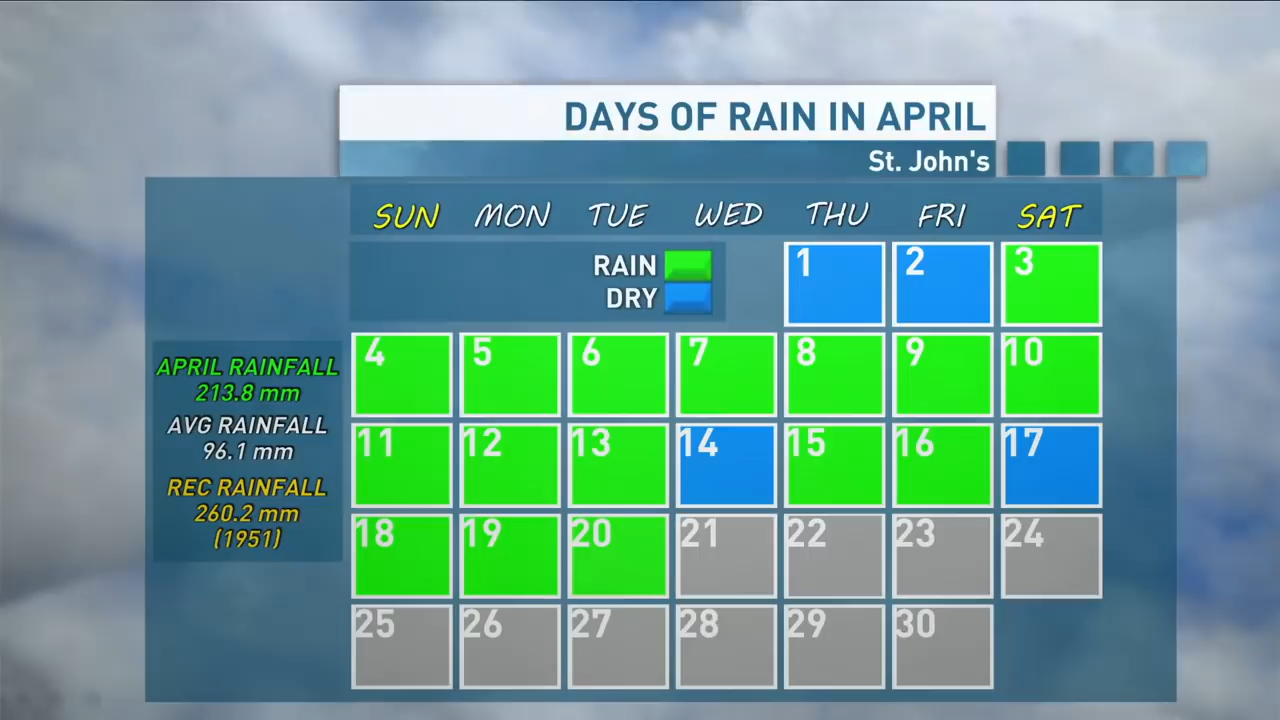 DAYS OF RAIN IN APRIL
St. John's
SUN MON TUE WED THU FRI SAT
RAIN
DRY
1 2 3
4 5 6 7 8 9 10
11 12 13 14 15 16 17
18 19 20 21 22 23 24
25 26 27 28 29 30
APRIL RAINFALL
213.8 mm
AVG RAINFALL
96.1 mm
REC RAINFALL
260.2 mm
(1951)